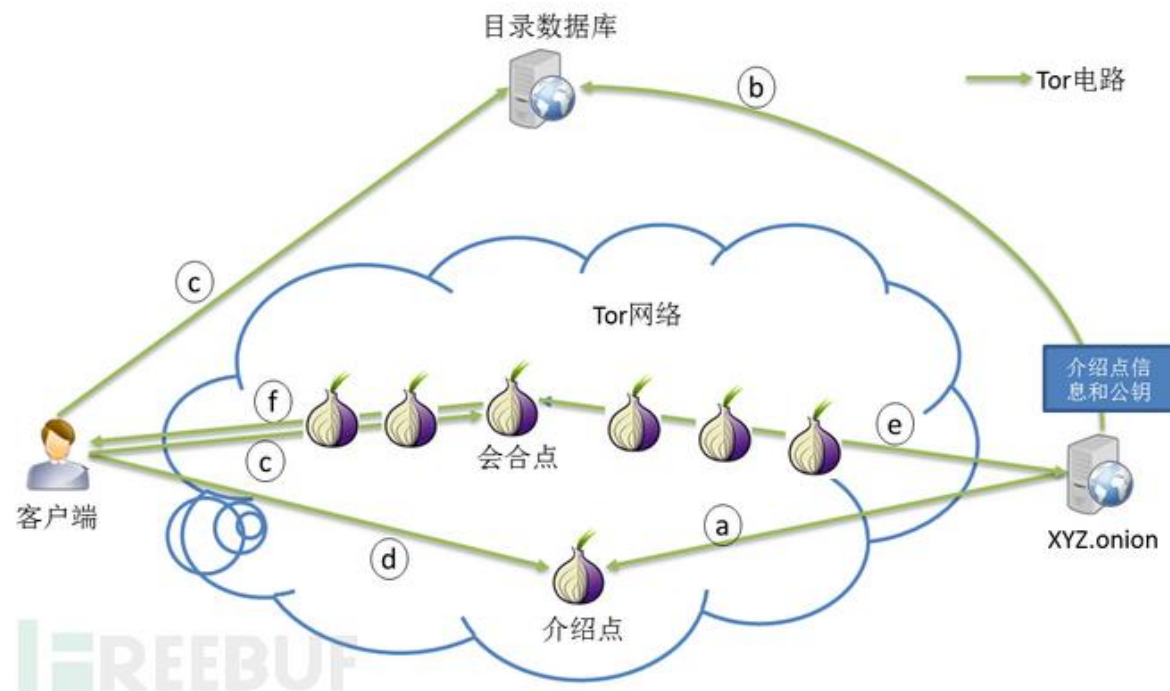 目录数据库
Tor电路
b
c
Tor网络
介绍点信
息和公钥
f
e
c
会合点
客户端
a
XYZ.onion
d
介绍点
FREEBUF